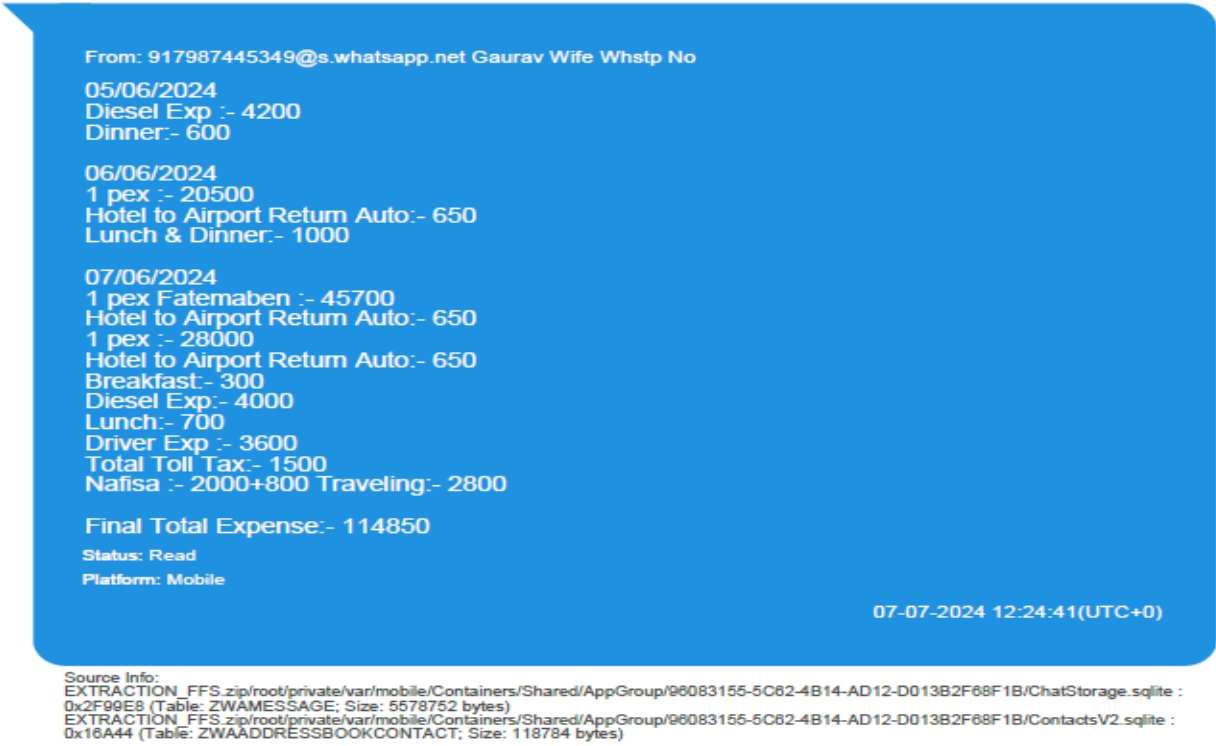 From: 917987445349@s.whatsapp.net Gaurav Wife Whstp No
05/06/2024
Diesel Exp :- 4200
Dinner:- 600
06/06/2024
1 pex :- 20500
Hotel to Airport Return Auto:- 650
Lunch & Dinner:- 1000
07/06/2024
1 pex Fatemaben :- 45700
Hotel to Airport Return Auto:- 650
1 pex :- 28000
Hotel to Airport Return Auto:- 650
Breakfast:- 300
Diesel Exp:- 4000
Lunch:- 700
Driver Exp :- 3600
Total Toll Tax:- 1500
Nafisa :- 2000+800 Traveling:- 2800
Final Total Expense:- 114850
Status: Read
Platform: Mobile
07-07-2024 12:24:41(UTC+0)
Source Info:
EXTRACTION_FFS.zip/root/private/var/mobile/Containers/Shared/AppGroup/96083155-5C62-4B14-AD12-D013B2F68F1B/ChatStorage.sqlite :
0x2F99E8 (Table: ZWAMESSAGE; Size: 5578752 bytes)
EXTRACTION_FFS.zip/root/private/var/mobile/Containers/Shared/AppGroup/96083155-5C62-4B14-AD12-D013B2F68F1B/ContactsV2.sqlite :
0x16A44 (Table: ZWAADDRESSBOOKCONTACT; Size: 118784 bytes)